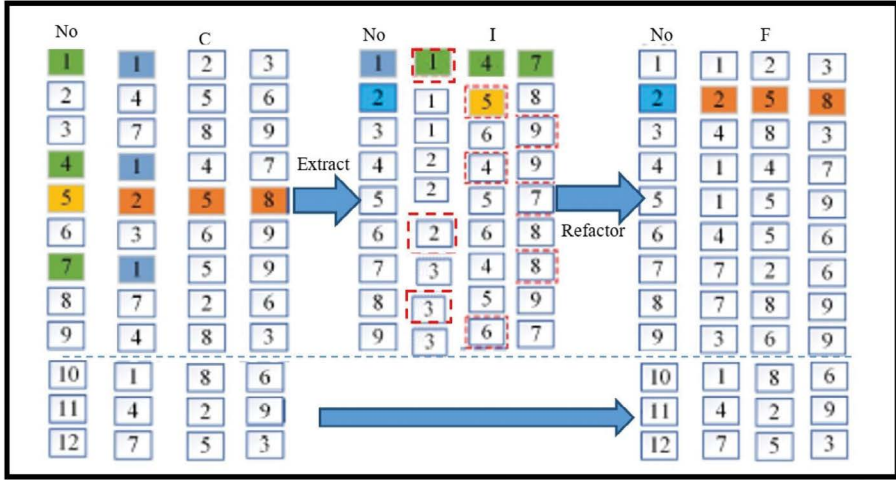 No C No I No F
1 1 2 3 1 1 4 7 1 1 2 3
2 4 5 6 2 1 5 8 2 2 5 8
3 7 8 9 3 1 6 9 3 4 8 3
4 1 4 7 Extract 4 2 4 9 4 1 4 7
5 2 5 8 5 2 5 7 5 1 5 9
6 3 6 9 6 2 6 8 Refactor 6 4 5 6
7 1 5 9 7 3 4 8 7 7 2 6
8 7 2 6 8 3 5 9 8 7 8 9
9 4 8 3 9 3 6 7 9 3 6 9
10 1 8 6 10 1 8 6
11 4 2 9 11 4 2 9
12 7 5 3 12 7 5 3